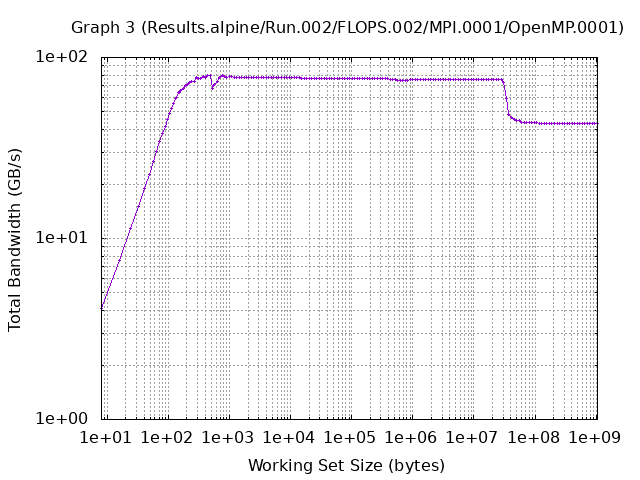 Graph 3 (Results.alpine/Run.002/FLOPS.002/MPI.0001/OpenMP.0001)
1e+02
1e+01
1e+00
Total Bandwidth (GB/s)
1e+01 1e+02 1e+03 1e+04 1e+05 1e+06 1e+07 1e+08 1e+09
Working Set Size (bytes)